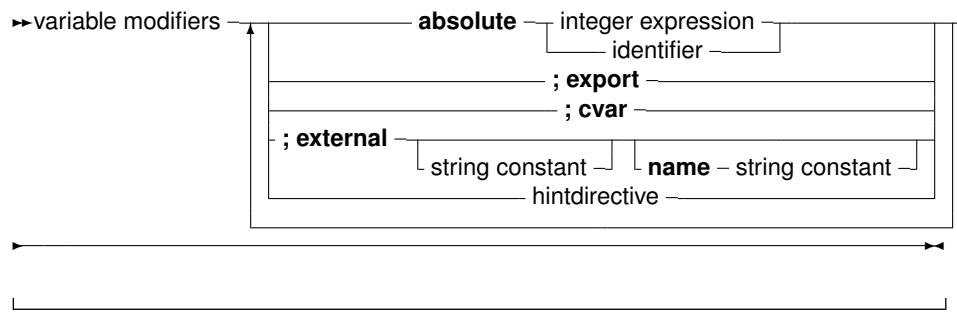 variable modifiers absolute integer expression
identifier
; export
; cvar
; external
string constant name string constant
hintdirective